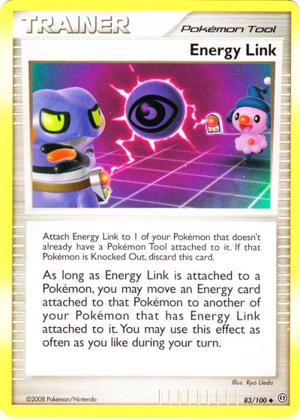 TRAINER
Pokémon Tool
Energy Link
Attach Energy Link to 1 of your Pokémon that doesn't
already have a Pokémon Tool attached to it. If that
Pokémon is Knocked Out, discard this card.
As long as Energy Link is attached to a
Pokémon, you may move an Energy card
attached to that Pokémon to another of
your Pokémon that has Energy Link
attached to it. You may use this effect as
often as you like during your turn.
Illus. Ryo Ueda
©2008 Pokémon/Nintendo
83/100